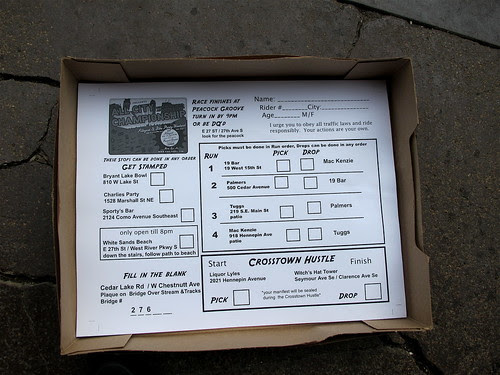 ALL-CITY
CHAMPIONSHIP
RACE FINISHES AT
PEACOCK GROOVE
TURN IN BY 9PM
OR BE DQ'D
E 27 ST / 27th Ave S
look for the peacock
Name:
Rider # City:
Age M/F
I urge you to obey all traffic laws and ride
responsibly. Your actions are your own.
THESE STOPS CAN BE DONE IN ANY ORDER
GET STAMPED
Bryant Lake Bowl
810 W Lake St
Charlies Party
1528 Marshall St NE
Sporty's Bar
2124 Como Avenue Southeast
only open till 8pm
White Sands Beach
E 27th St / West River Pkwy S
down the stairs, follow path to beach
FILL IN THE BLANK
Cedar Lake Rd / W Chestnutt Ave
Plaque on Bridge Over Stream &Tracks
Bridge #
2 7 6
Picks must be done in Run order, Drops can be done in any order
RUN PICK DROP
1 19 Bar
19 West 15th St Mac Kenzie
2 Palmers
500 Cedar Avenue 19 Bar
3 Tuggs
219 S.E. Main St
patio Palmers
4 Mac Kenzie
918 Hennepin Ave
patio Tuggs
Start CROSSTOWN HUSTLE Finish
Liquor Lyles
2021 Hennepin Avenue
Witch's Hat Tower
Seymour Ave Se / Clarence Ave Se
PICK
"your manifest will be sealed
during the Crosstown Hustle"
DROP